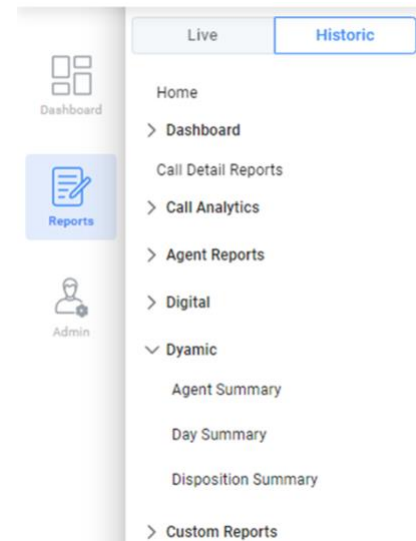 Live
Historic
Dashboard
Reports
Admin
Home
Dashboard
Call Detail Reports
Call Analytics
Agent Reports
Digital
Dyamic
Agent Summary
Day Summary
Disposition Summary
Custom Reports